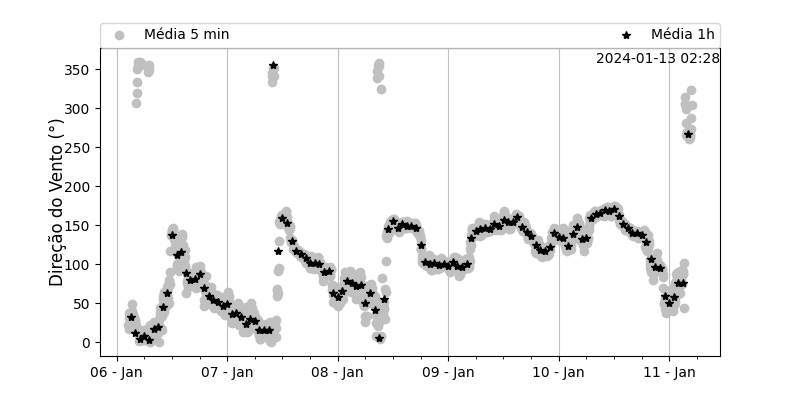 Média 5 min
Média 1h
2024-01-13 02:28
Direção do Vento (°)
350
300
250
200
150
100
50
0
06 - Jan
07 - Jan
08 - Jan
09 - Jan
10 - Jan
11 - Jan